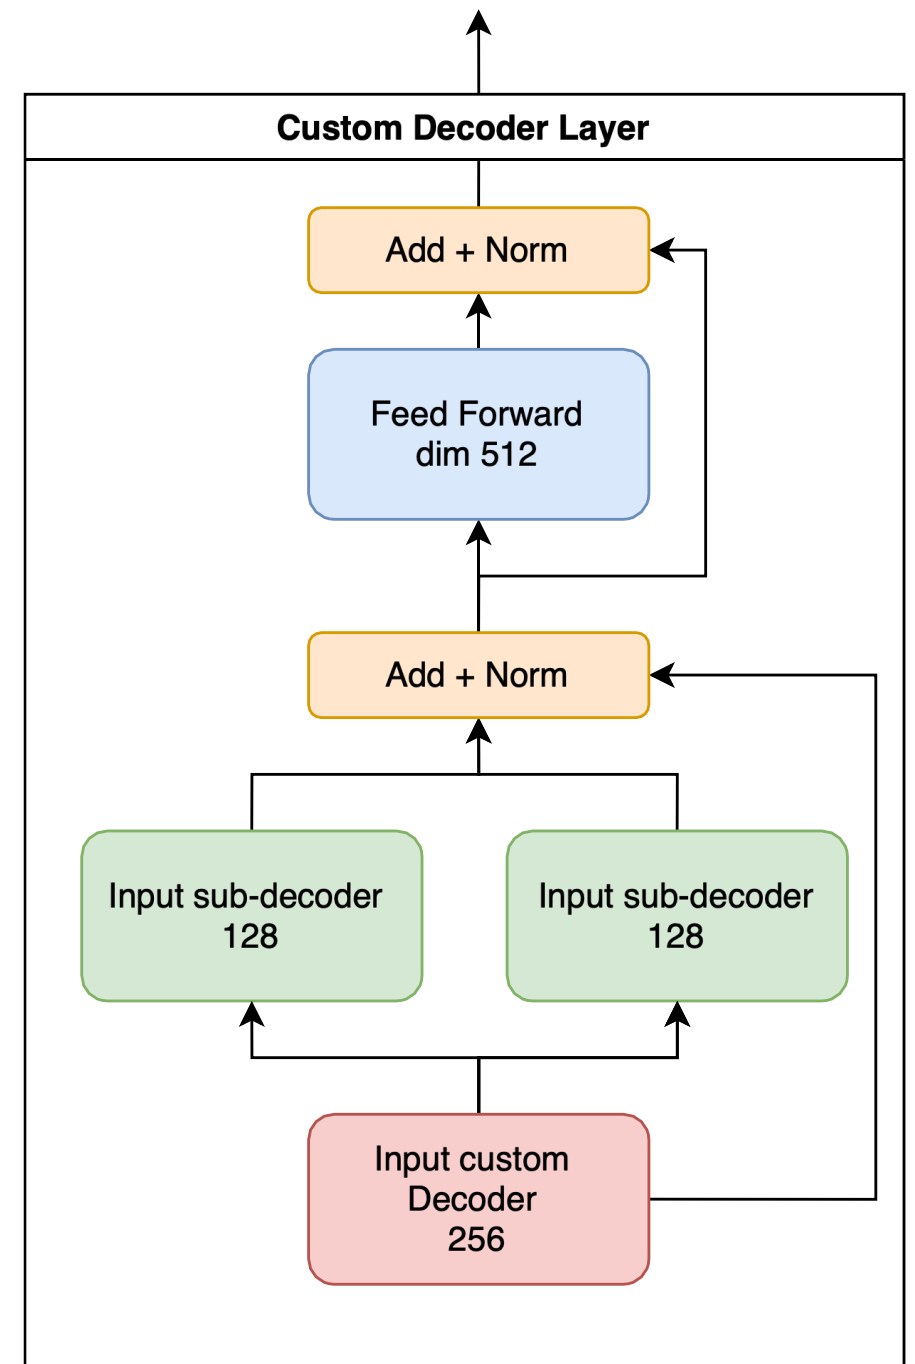 Custom Decoder Layer
Add + Norm
Feed Forward
dim 512
Add + Norm
Input sub-decoder
128
Input sub-decoder
128
Input custom
Decoder
256